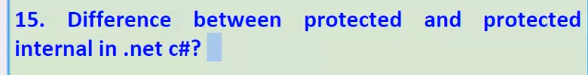 15. Difference between protected and protected
internal in .net c#?